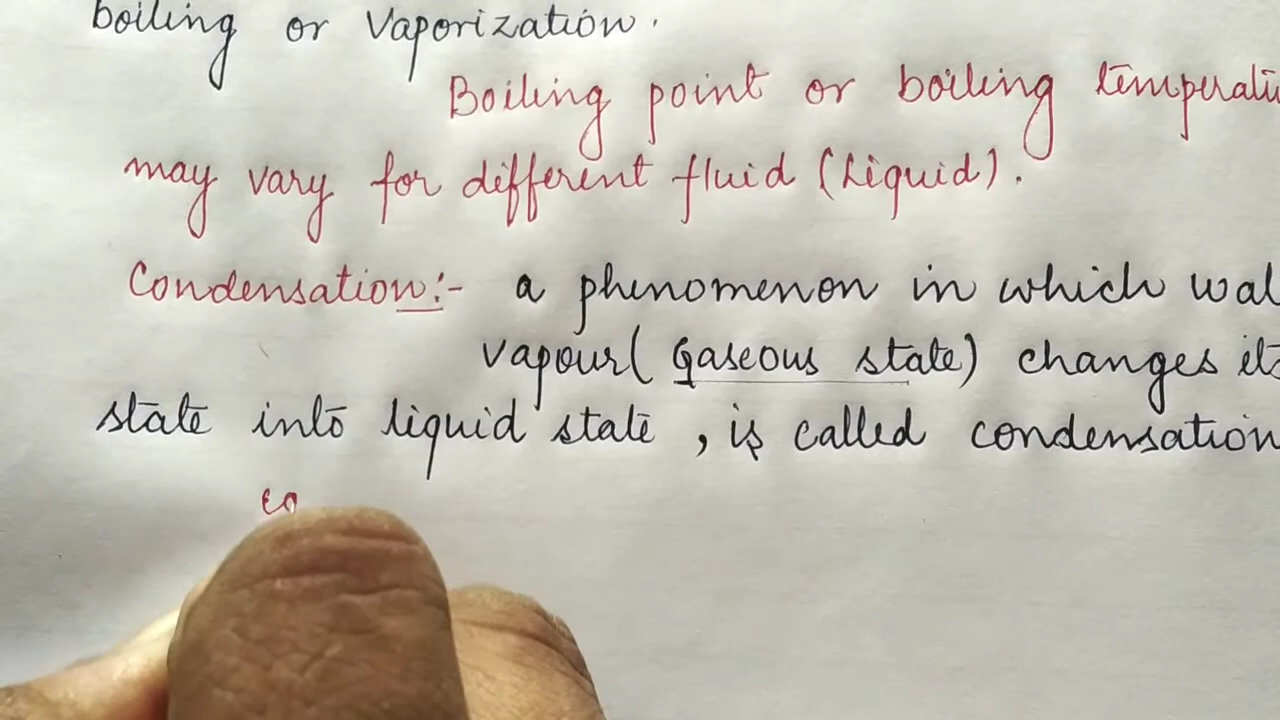 boiling or Vaporization.
Boiling point or boiling
may vary for different fluid (Liquid).
Condensation:- a phenomenon in which
vapour( Gaseous state) changes
state into liquid state, is called condensation